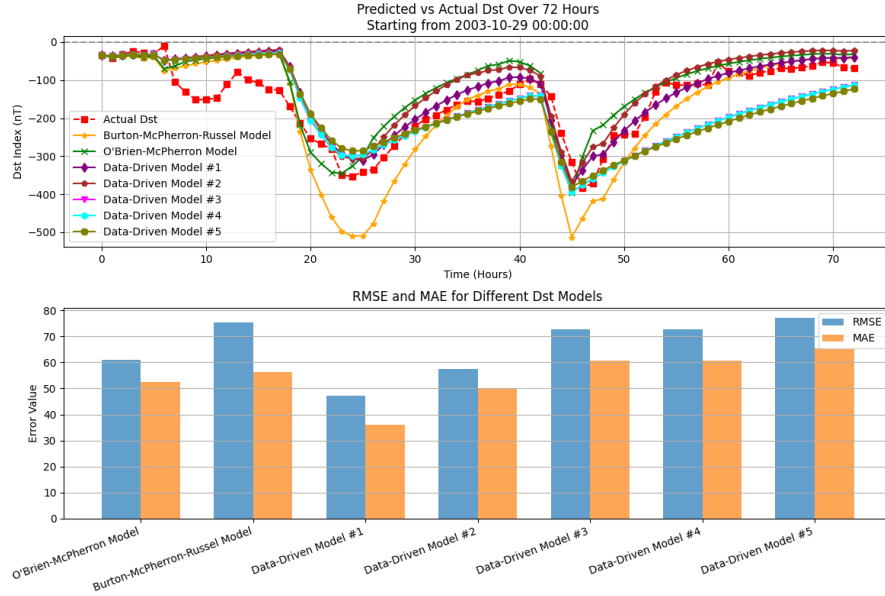 Predicted vs Actual Dst Over 72 Hours
Starting from 2003-10-29 00:00:00
0
−100
−200
−300
−400
−500
Dst Index (nT)
Actual Dst
Burton-McPherron-Russel Model
O'Brien-McPherron Model
Data-Driven Model #1
Data-Driven Model #2
Data-Driven Model #3
Data-Driven Model #4
Data-Driven Model #5
0 10 20 30 40 50 60 70
Time (Hours)
RMSE and MAE for Different Dst Models
80
70
60
50
40
30
20
10
0
Error Value
RMSE
MAE
O'Brien-McPherron Model
Burton-McPherron-Russel Model
Data-Driven Model #1
Data-Driven Model #2
Data-Driven Model #3
Data-Driven Model #4
Data-Driven Model #5